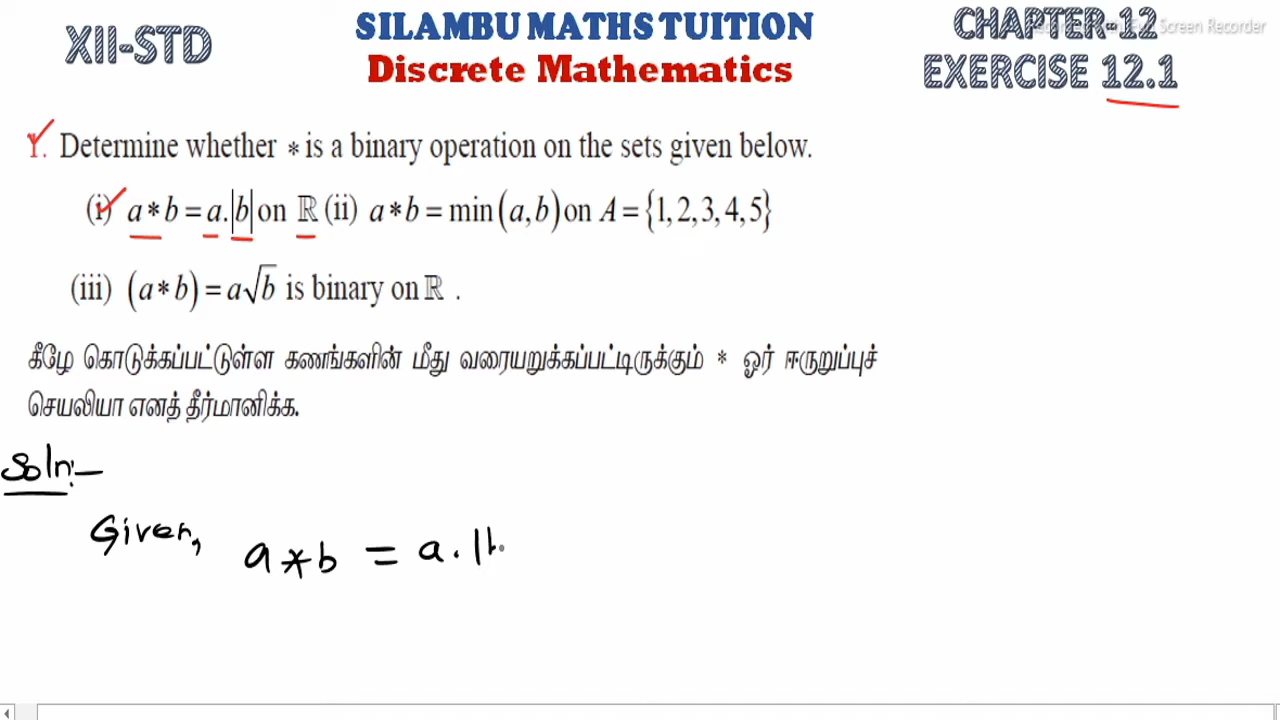 XII-STD
SILAMBU MATHS TUITION
Discrete Mathematics
CHAPTER-12
Screen Recorder
EXERCISE 12.1
1. Determine whether * is a binary operation on the sets given below.
(i) a*b = a.|b| on ℝ (ii) a*b = min(a,b) on A = {1,2,3,4,5}
(iii) (a*b) = a√b is binary on ℝ .
கீழே கொடுக்கப்பட்டுள்ள கணங்களின் மீது வரையறுக்கப்பட்டிருக்கும் * ஓர் ஈருறுப்புச்
செயலியா எனத் தீர்மானிக்க.
Soln:-
Given, a * b = a . |